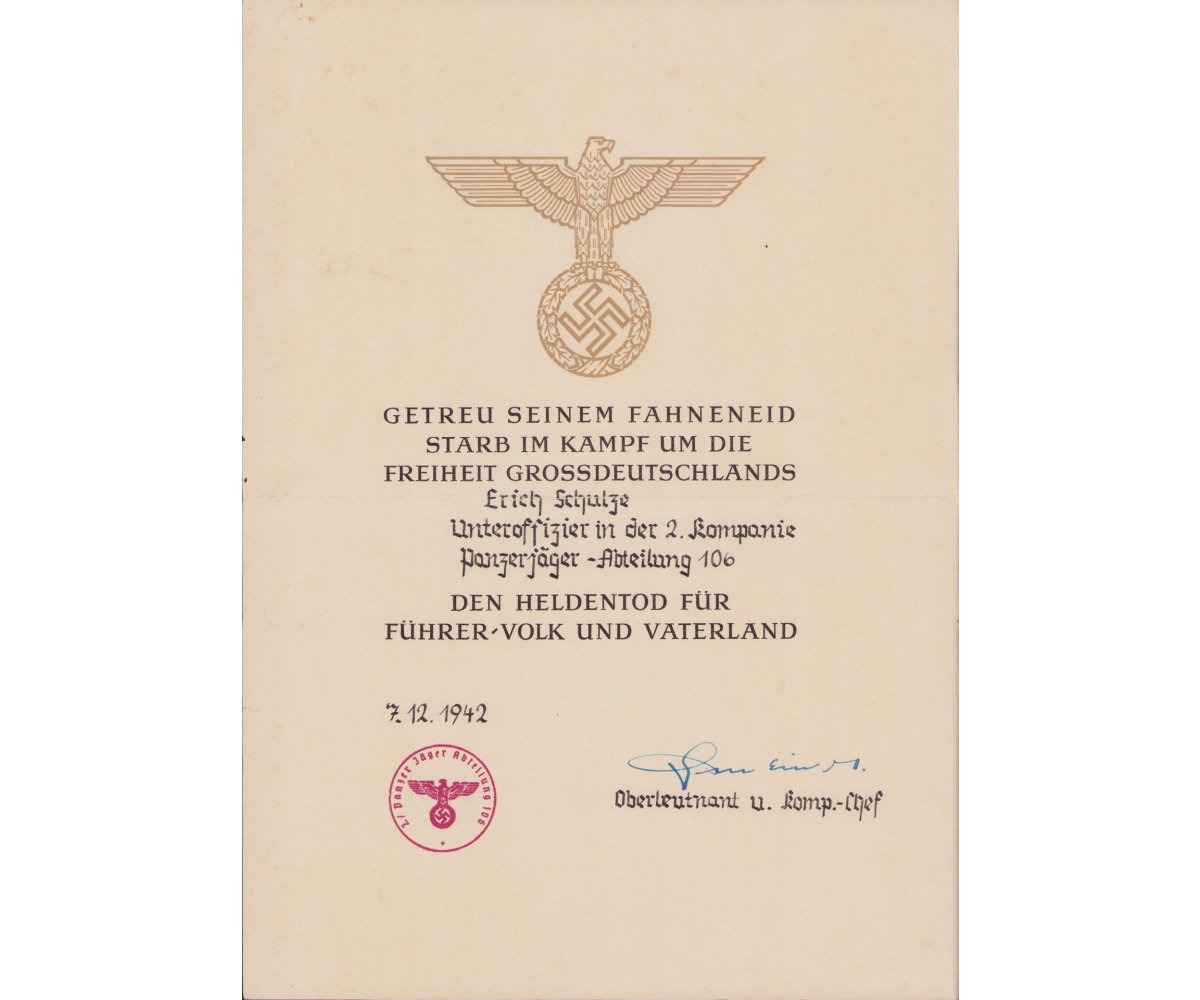 GETREU SEINEM FAHNENEID
STARB IM KAMPF UM DIE
FREIHEIT GROSSDEUTSCHLANDS
Erich Schulze
Unteroffizier in der 2. Kompanie
Panzerjäger-Abteilung 106
DEN HELDENTOD FÜR
FÜHRER-VOLK UND VATERLAND
7.12.1942
2./Panzer Jäger Abteilung 106
Oberleutnant u. Komp.-Chef